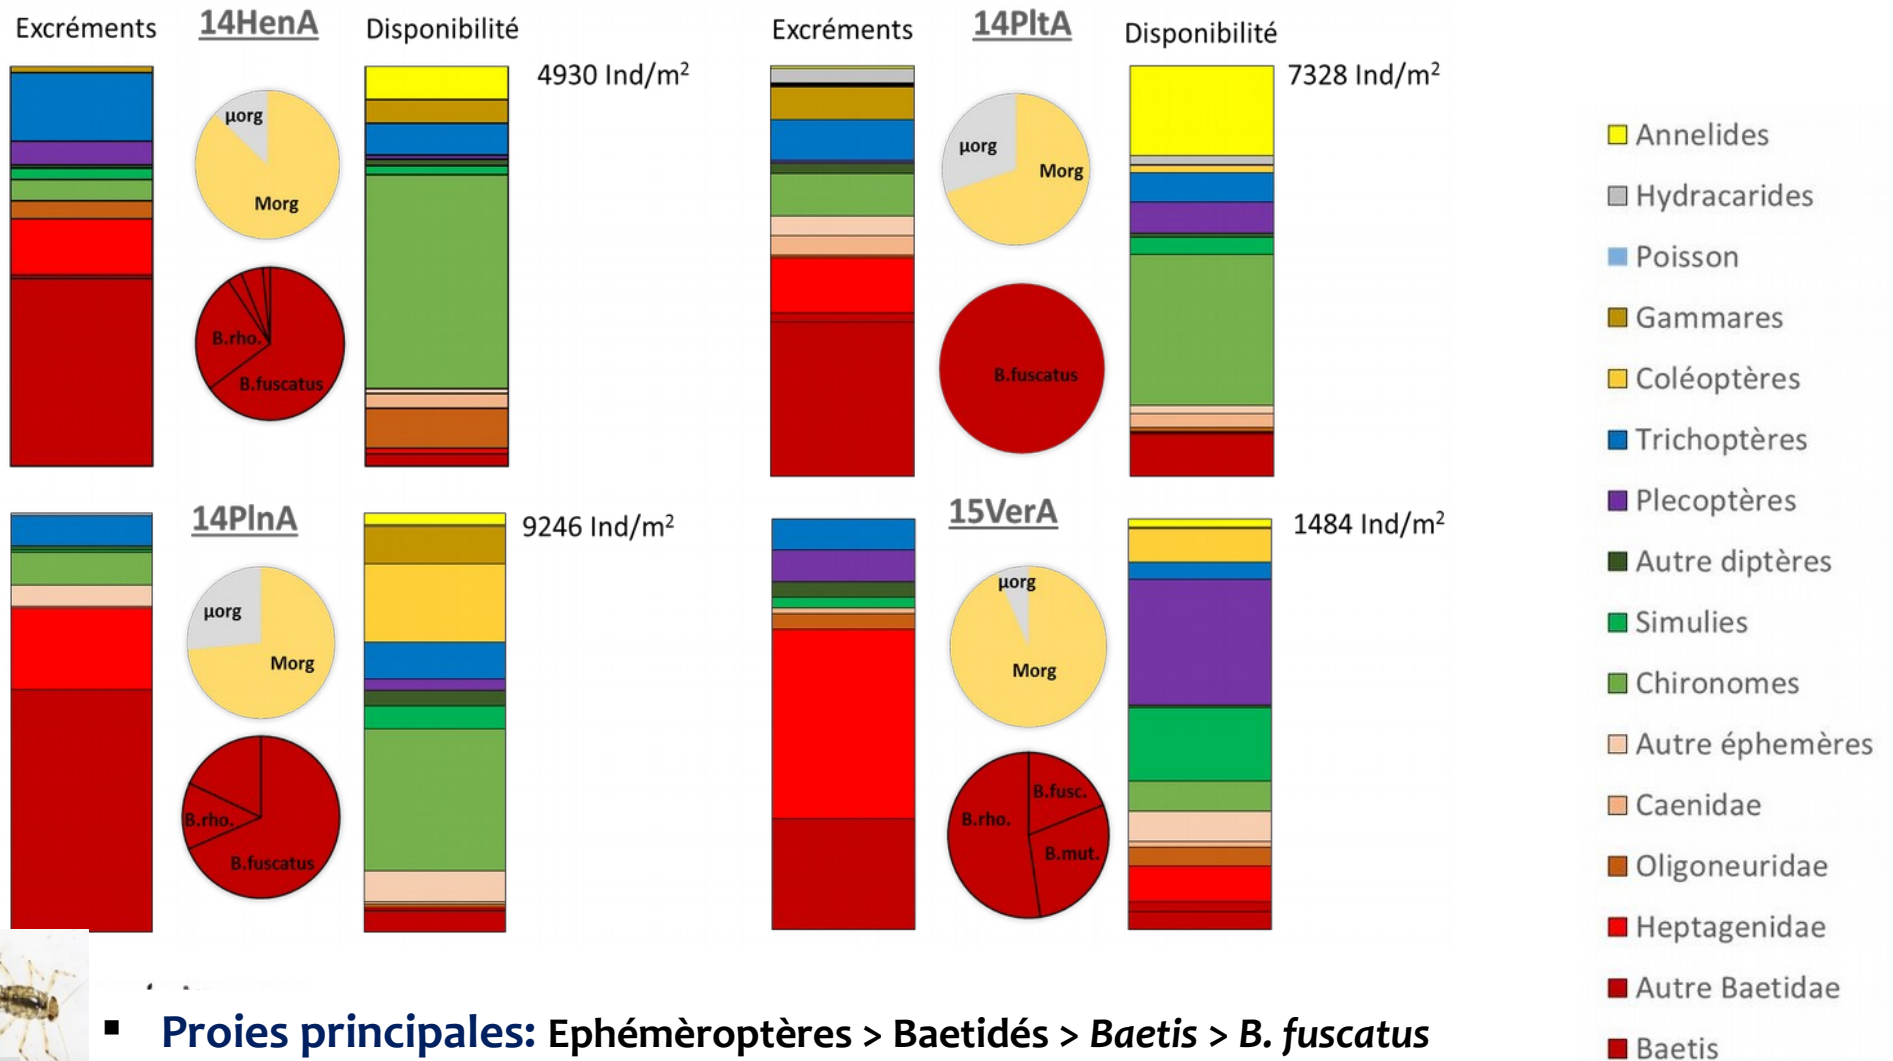 Excréments
14HenA
Disponibilité
4930 Ind/m²
µorg
Morg
B.rho.
B.fuscatus
Excréments
14PltA
Disponibilité
7328 Ind/m²
µorg
Morg
B.fuscatus
14PlnA
9246 Ind/m²
µorg
Morg
B.rho.
B.fuscatus
15VerA
1484 Ind/m²
µorg
Morg
B.fusc.
B.rho.
B.mut.
Annelides
Hydracarides
Poisson
Gammares
Coléoptères
Trichoptères
Plecoptères
Autre diptères
Simulies
Chironomes
Autre éphemères
Caenidae
Oligoneuridae
Heptagenidae
Autre Baetidae
Baetis
▪ Proies principales: Ephémèroptères > Baetidés > Baetis > B. fuscatus